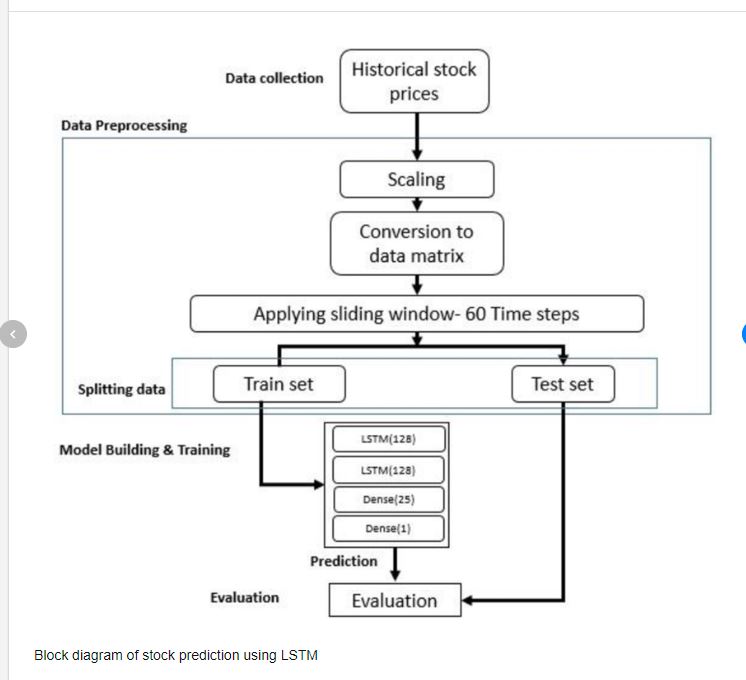 Data collection
Historical stock
prices
Data Preprocessing
Scaling
Conversion to
data matrix
Applying sliding window- 60 Time steps
Splitting data
Train set
Test set
Model Building & Training
LSTM(128)
LSTM(128)
Dense(25)
Dense(1)
Prediction
Evaluation
Evaluation
Block diagram of stock prediction using LSTM